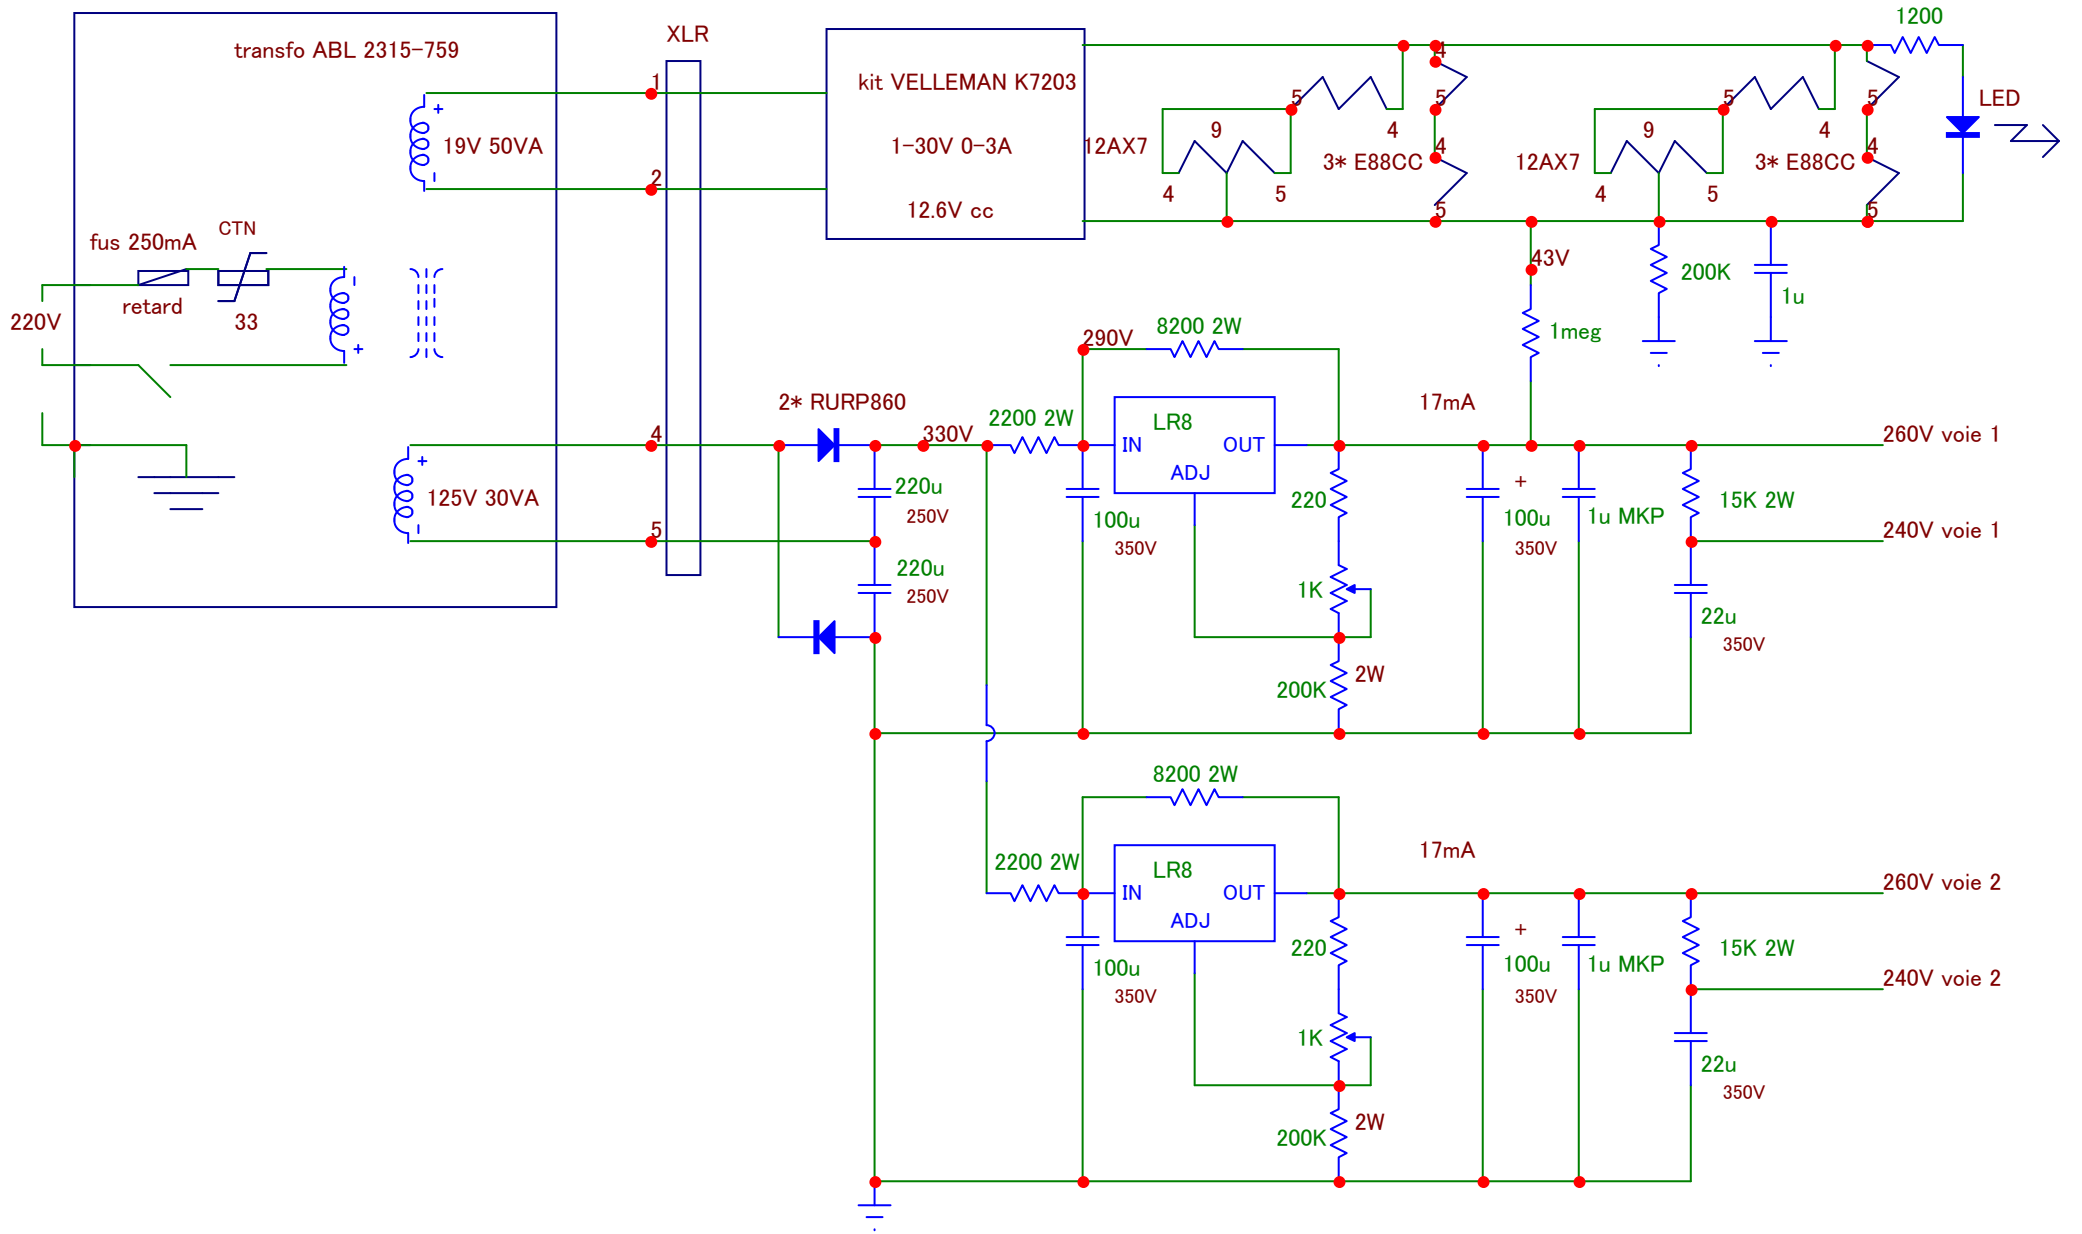 transfo ABL 2315-759
XLR
1200
kit VELLEMAN K7203
1-30V 0-3A
12.6V cc
1
2
19V 50VA
+
-
12AX7
9
4
5
5
4
3* E88CC
4
5
4
5
12AX7
9
4
5
5
4
3* E88CC
5
4
5
LED
fus 250mA
CTN
retard
33
220V
-
+
43V
200K
1u
1meg
290V
8200 2W
2* RURP860
4
330V
2200 2W
LR8
IN
OUT
ADJ
17mA
260V voie 1
+
125V 30VA
-
5
220u
250V
220u
250V
100u
350V
220
1K
200K
2W
+
100u
350V
1u MKP
15K 2W
240V voie 1
22u
350V
8200 2W
2200 2W
LR8
IN
OUT
ADJ
17mA
260V voie 2
100u
350V
220
1K
200K
2W
+
100u
350V
1u MKP
15K 2W
240V voie 2
22u
350V